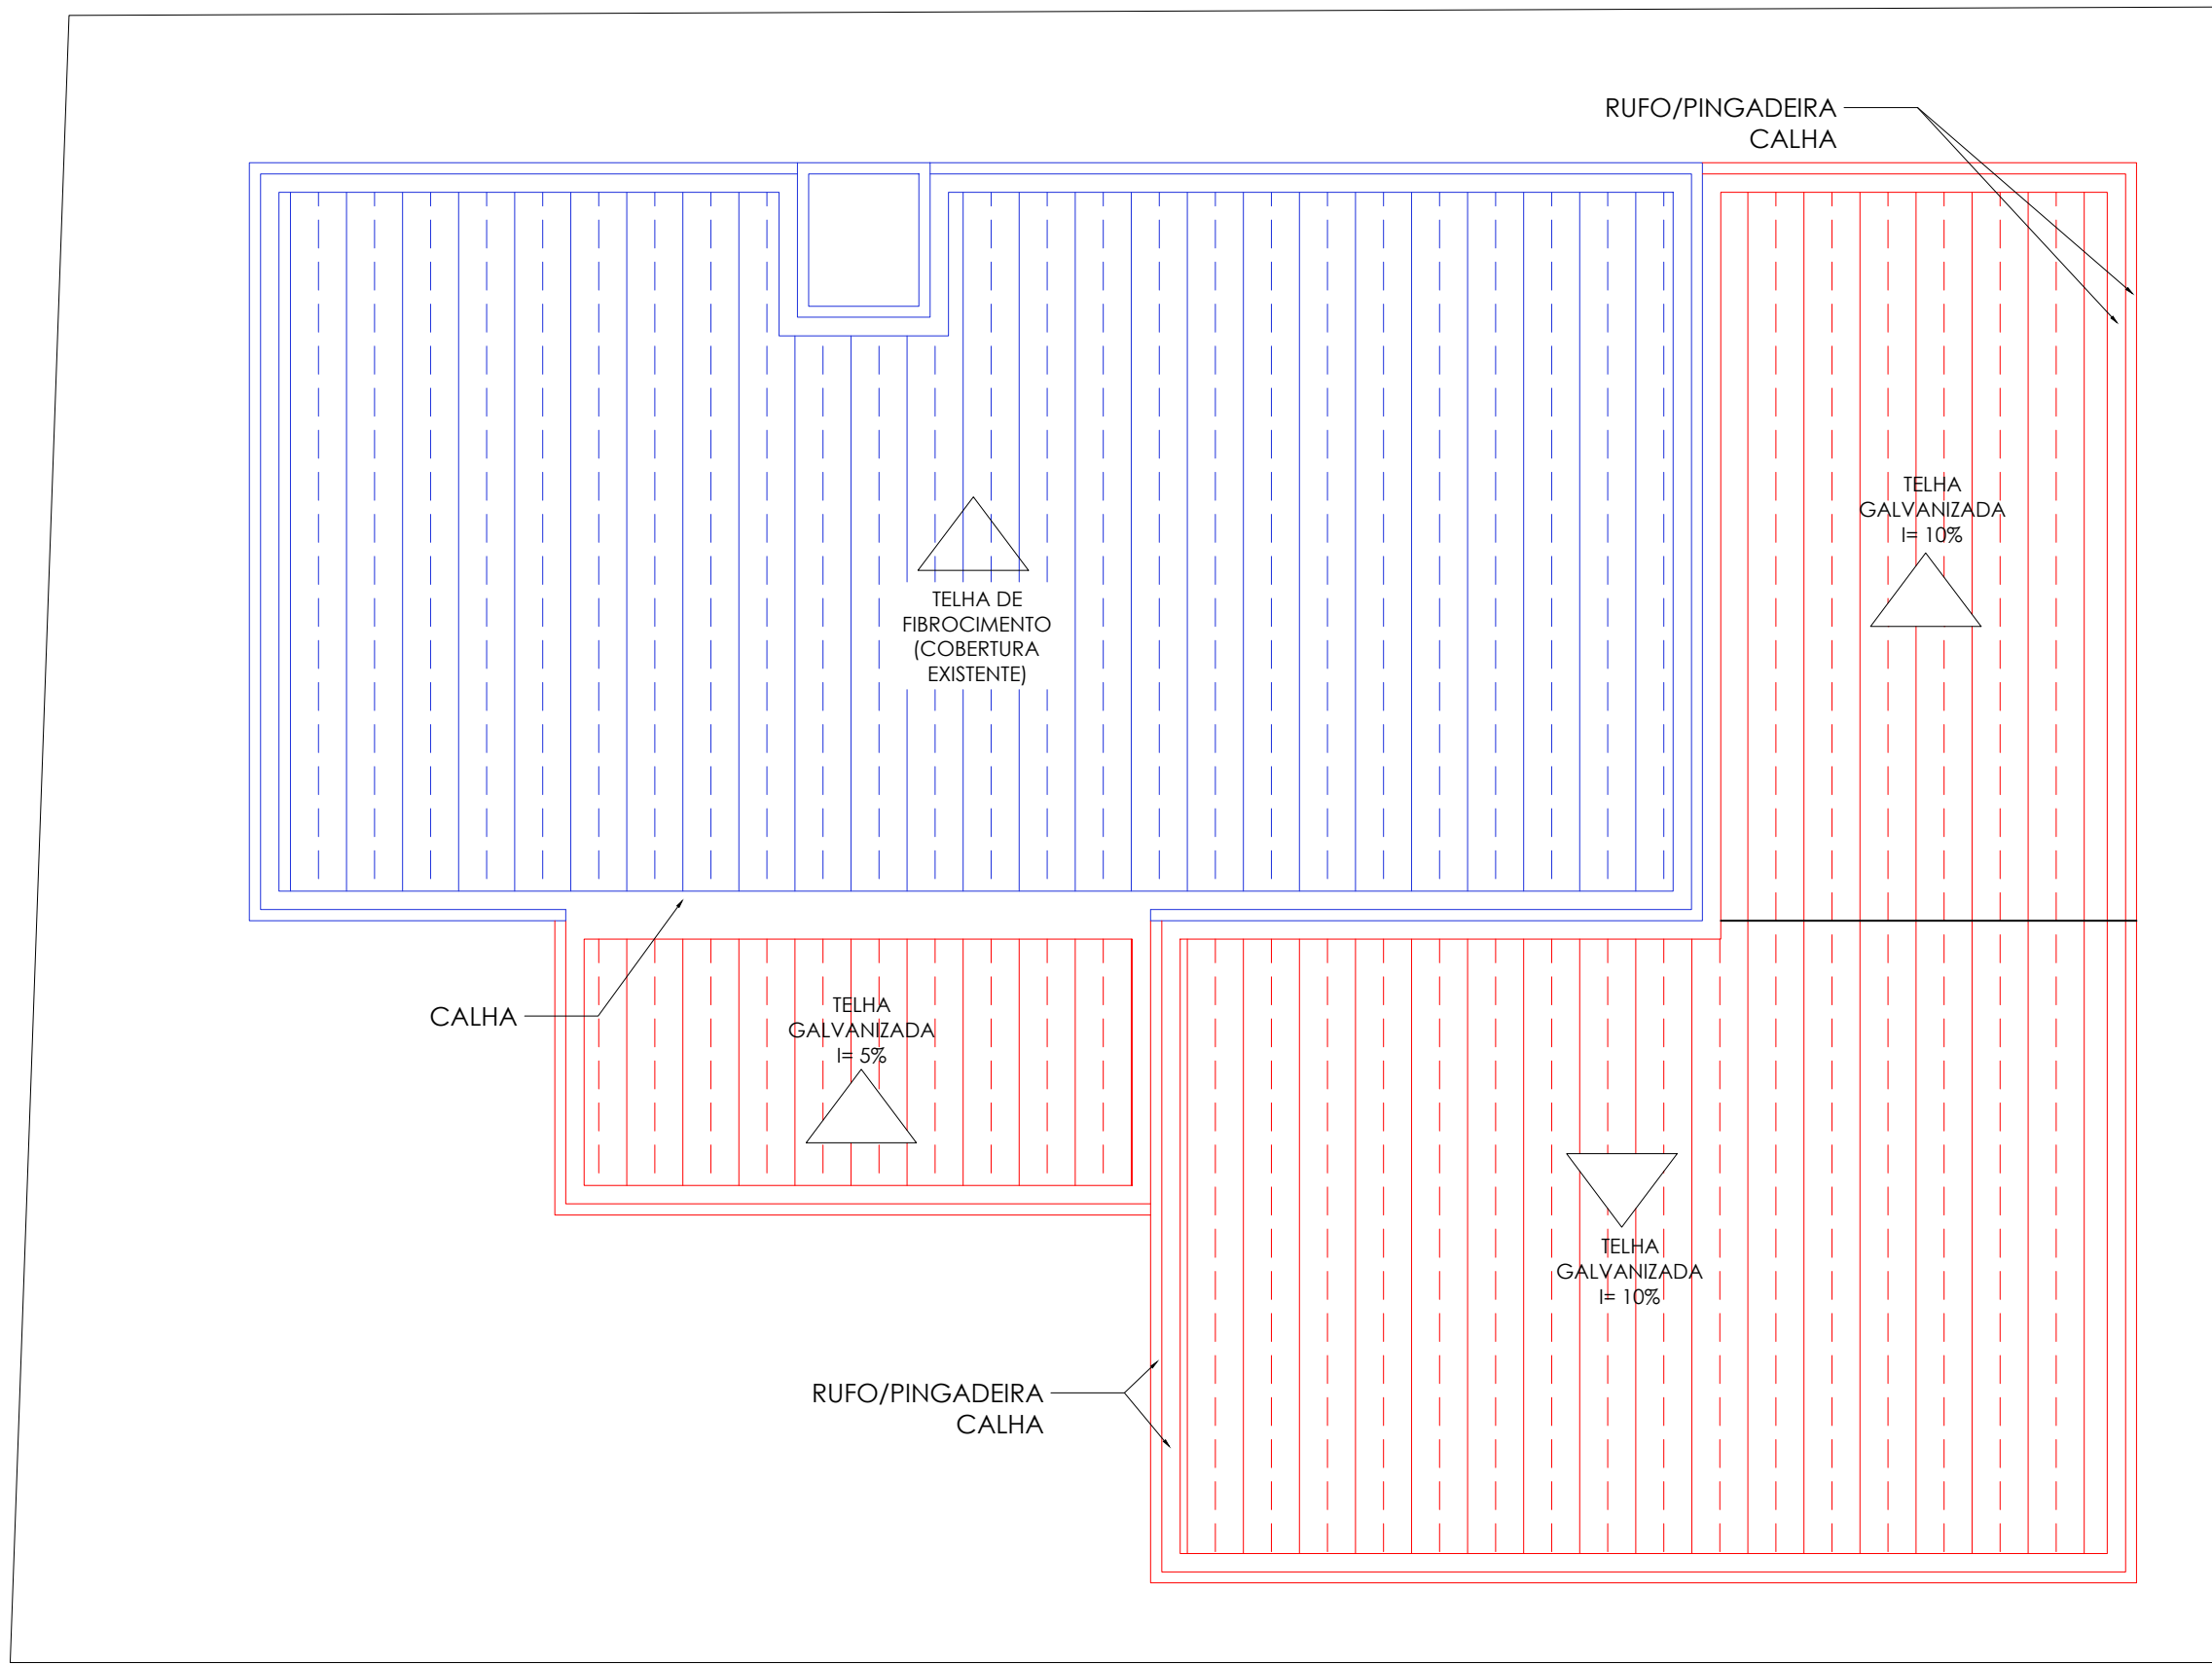 RUFO/PINGADEIRA
CALHA
TELHA
GALVANIZADA
I= 10%
TELHA DE
FIBROCIMENTO
(COBERTURA
EXISTENTE)
CALHA
TELHA
GALVANIZADA
I= 5%
TELHA
GALVANIZADA
I= 10%
RUFO/PINGADEIRA
CALHA